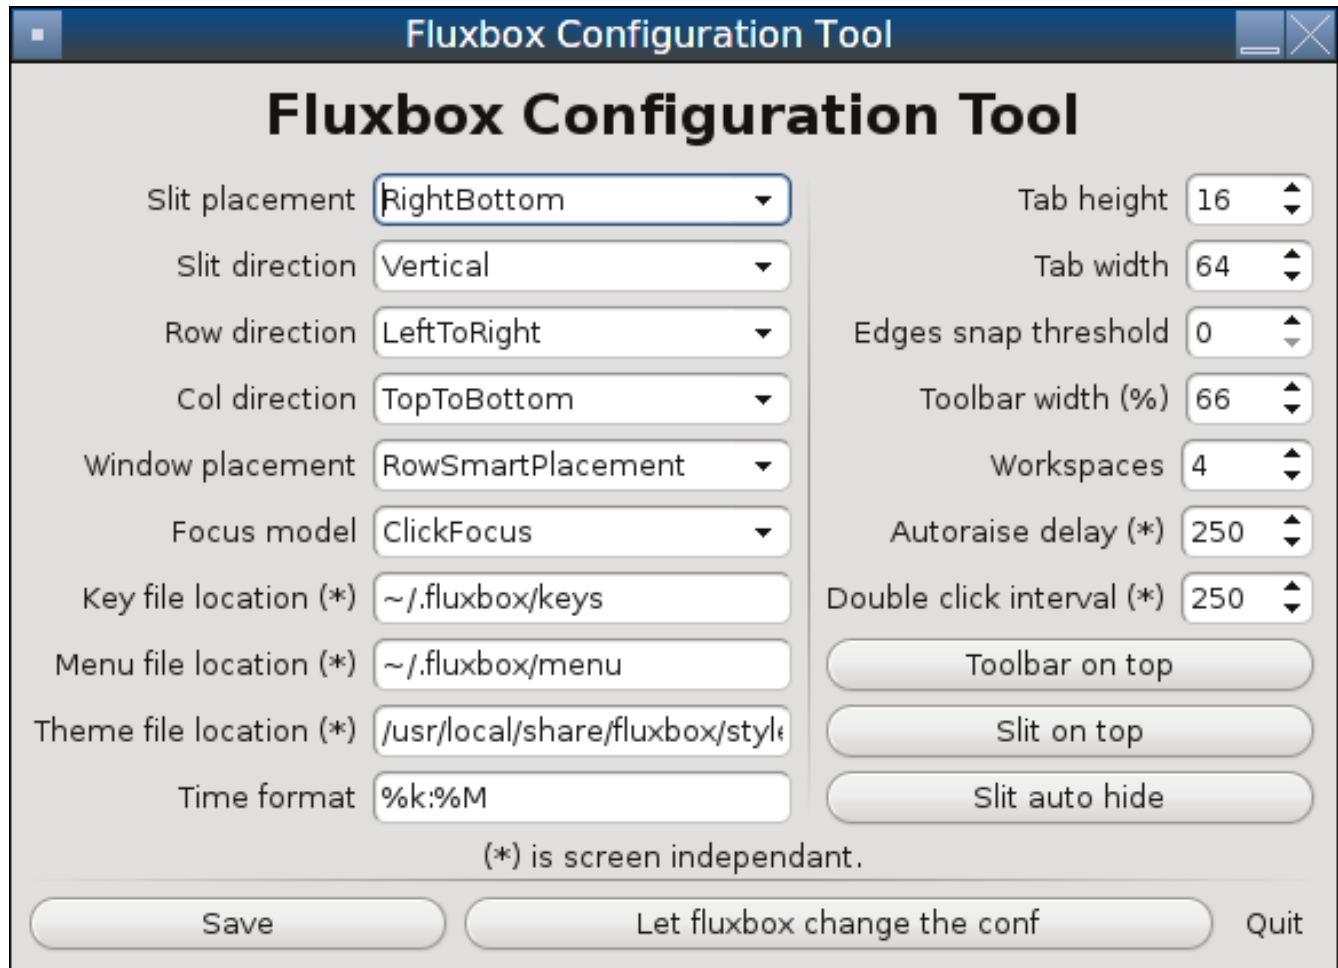 Fluxbox Configuration Tool
Fluxbox Configuration Tool
Slit placement RightBottom
Slit direction Vertical
Row direction LeftToRight
Col direction TopToBottom
Window placement RowSmartPlacement
Focus model ClickFocus
Key file location (*) ~/.fluxbox/keys
Menu file location (*) ~/.fluxbox/menu
Theme file location (*) /usr/local/share/fluxbox/style
Time format %k:%M
Tab height 16
Tab width 64
Edges snap threshold 0
Toolbar width (%) 66
Workspaces 4
Autoraise delay (*) 250
Double click interval (*) 250
Toolbar on top
Slit on top
Slit auto hide
(*) is screen independant.
Save
Let fluxbox change the conf
Quit